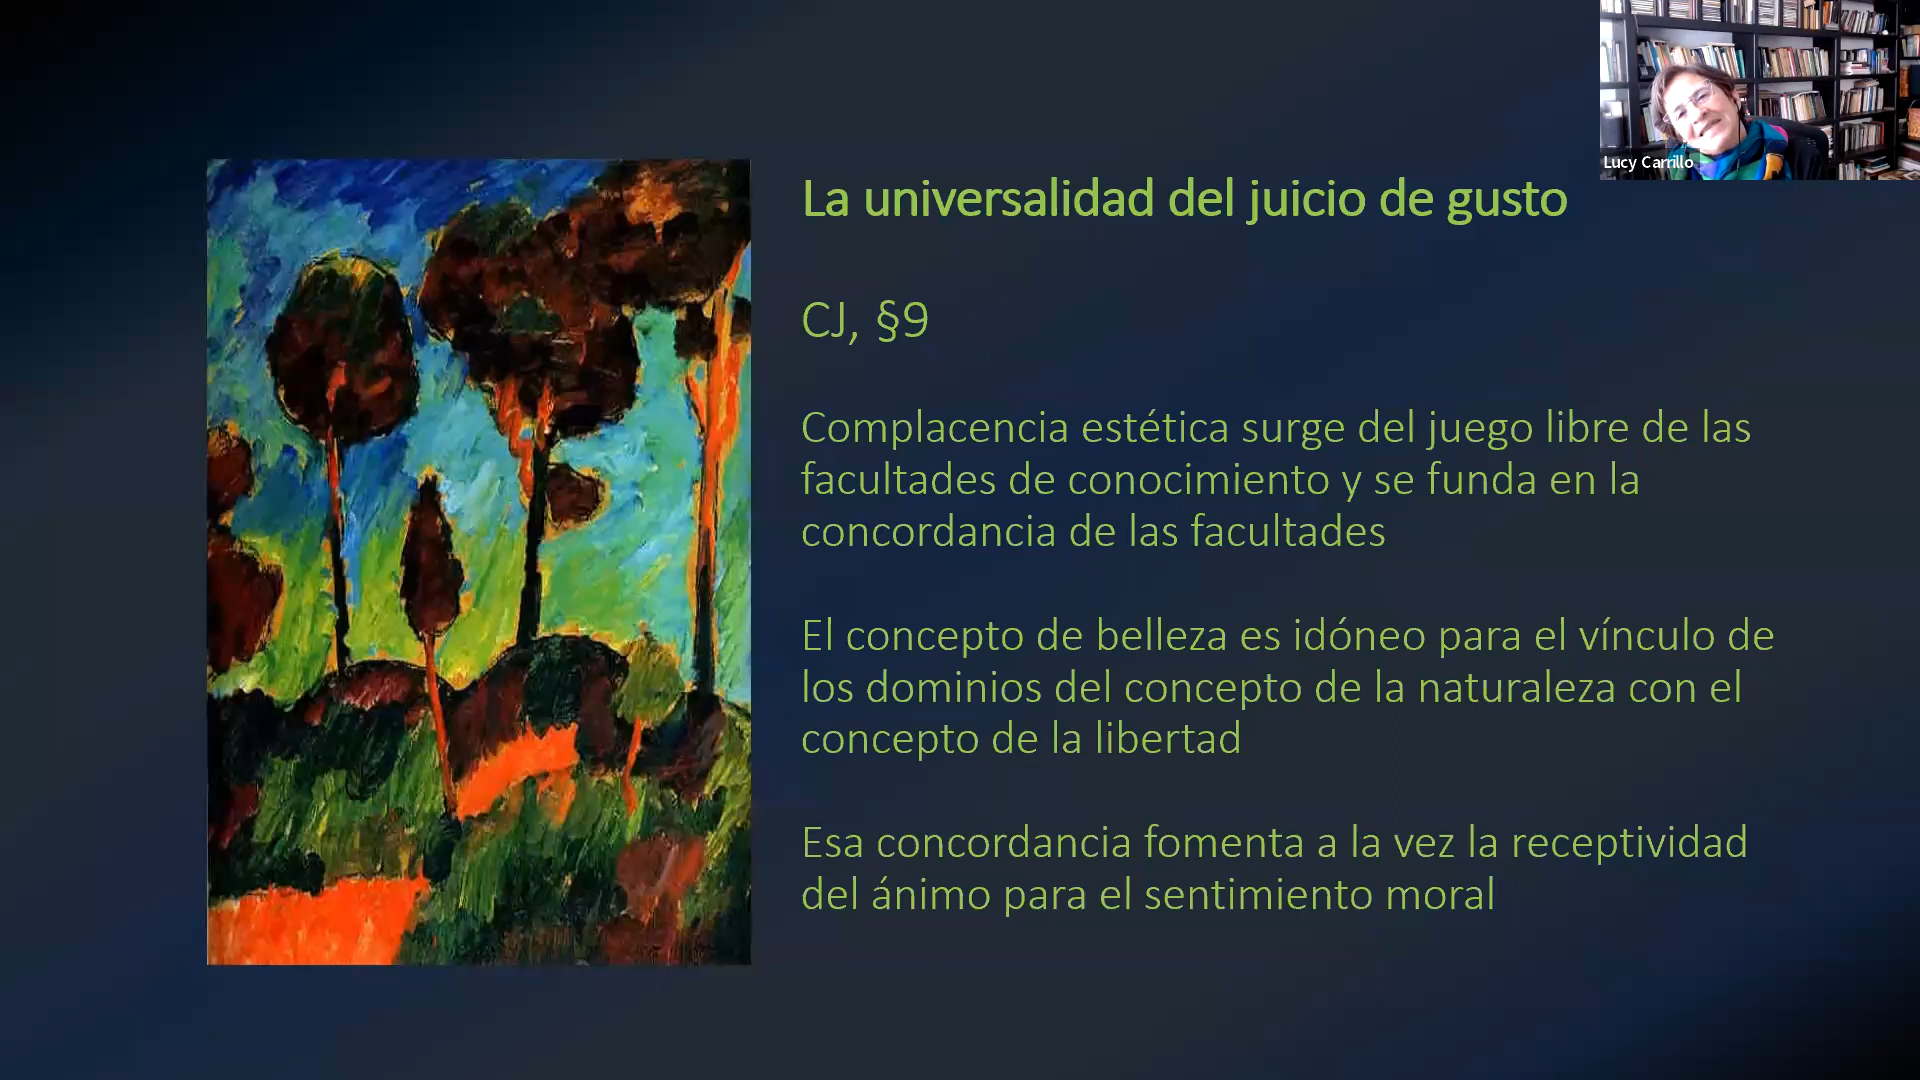 Lucy Carrillo
La universalidad del juicio de gusto
CJ, §9
Complacencia estética surge del juego libre de las
facultades de conocimiento y se funda en la
concordancia de las facultades
El concepto de belleza es idóneo para el vínculo de
los dominios del concepto de la naturaleza con el
concepto de la libertad
Esa concordancia fomenta a la vez la receptividad
del ánimo para el sentimiento moral